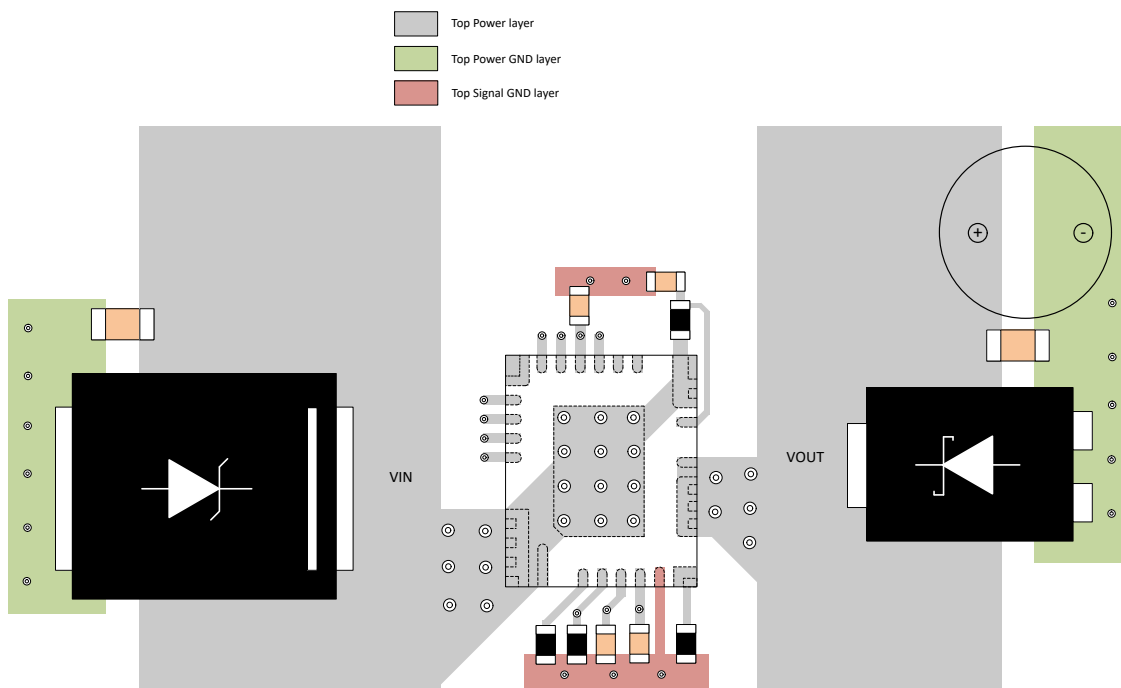 Top Power layer
Top Power GND layer
Top Signal GND layer
+
-
VIN
VOUT